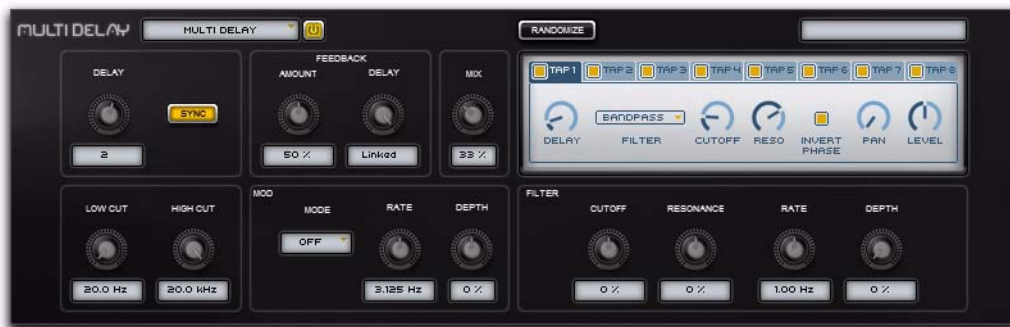 MULTI DELAY
MULTI DELAY
RANDOMIZE
DELAY
SYNC
2
FEEDBACK
AMOUNT DELAY
50 % Linked
MIX
33 %
TAP 1 TAP 2 TAP 3 TAP 4 TAP 5 TAP 6 TAP 7 TAP 8
BANDPASS
DELAY FILTER CUTOFF RESO INVERT PHASE PAN LEVEL
LOW CUT HIGH CUT
20.0 Hz 20.0 kHz
MOD
MODE RATE DEPTH
OFF
3.125 Hz 0 %
FILTER
CUTOFF RESONANCE RATE DEPTH
0 % 0 % 1.00 Hz 0 %